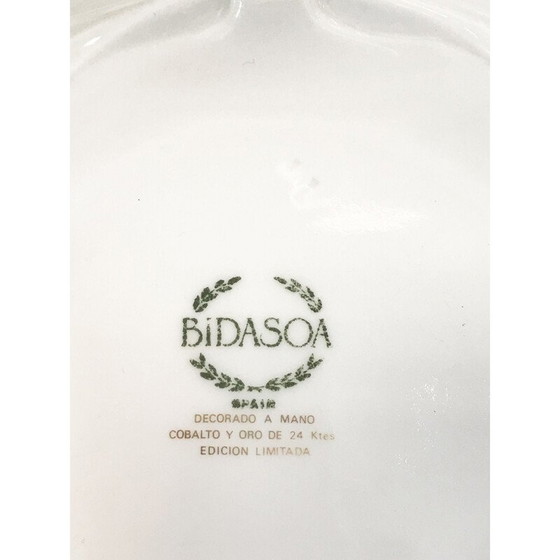 BiDASOA
SPAIN
DECORADO A MANO
COBALTO Y ORO DE 24 Ktes
EDICION LIMITADA